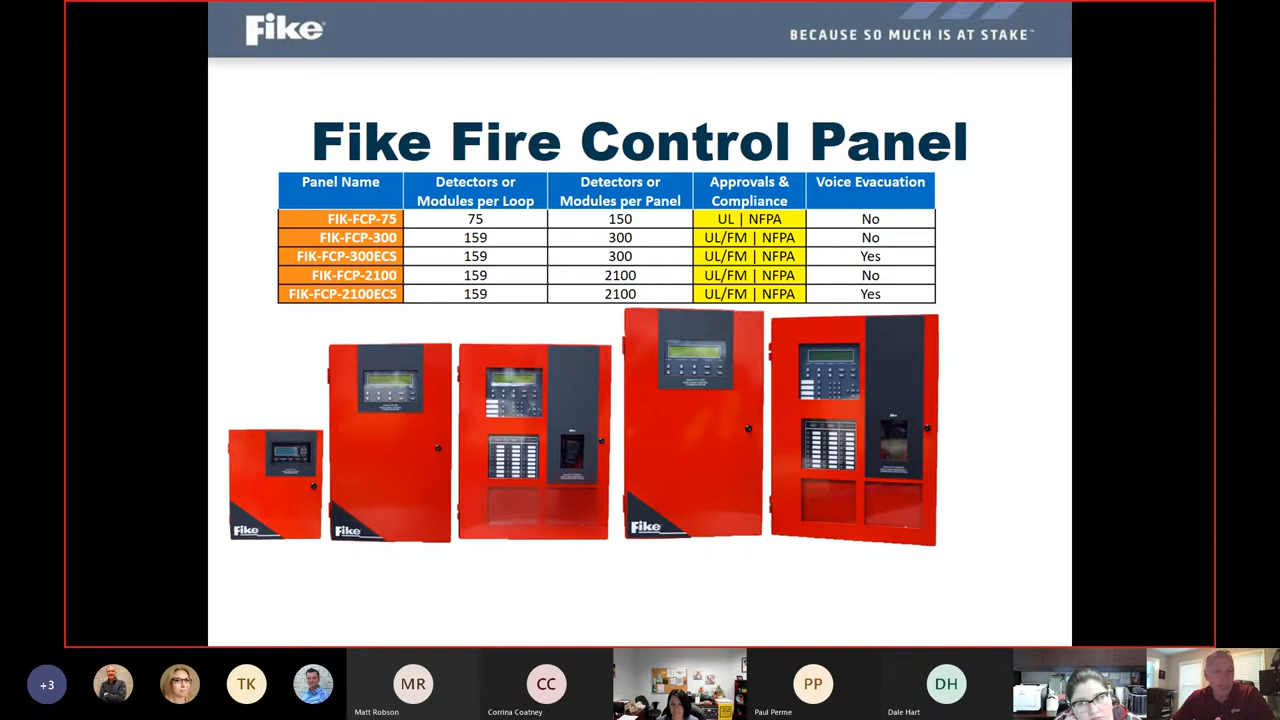 Fike
BECAUSE SO MUCH IS AT STAKE™
Fike Fire Control Panel
Panel Name
Detectors or
Modules per Loop
Detectors or
Modules per Panel
Approvals &
Compliance
Voice Evacuation
FIK-FCP-75 75 150 UL | NFPA No
FIK-FCP-300 159 300 UL/FM | NFPA No
FIK-FCP-300ECS 159 300 UL/FM | NFPA Yes
FIK-FCP-2100 159 2100 UL/FM | NFPA No
FIK-FCP-2100ECS 159 2100 UL/FM | NFPA Yes
Fike
Fike
Fike
+3
TK
MR
CC
PP
DH
Matt Robson
Corrina Coatney
Paul Perme
Dale Hart